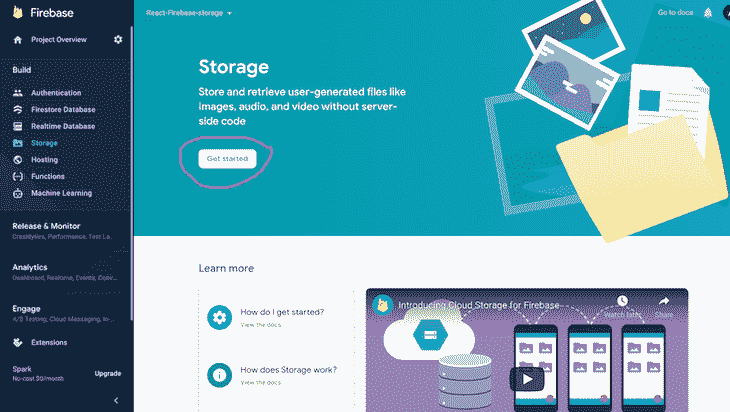 Firebase
React-Firebase-storage
Go to docs
Project Overview
Build
Authentication
Firestore Database
Realtime Database
Storage
Hosting
Functions
Machine Learning
Release & Monitor
Crashlytics, Performance, Test La...
Analytics
Dashboard, Realtime, Events, Conv...
Engage
A/B Testing, Cloud Messaging, In-...
Extensions
Spark
No-cost $0/month
Upgrade
Storage
Store and retrieve user-generated files like
images, audio, and video without server-
side code
Get started
Learn more
How do I get started?
View the docs
How does Storage work?
View the docs
Introducing Cloud Storage for Firebase
Watch later
Share